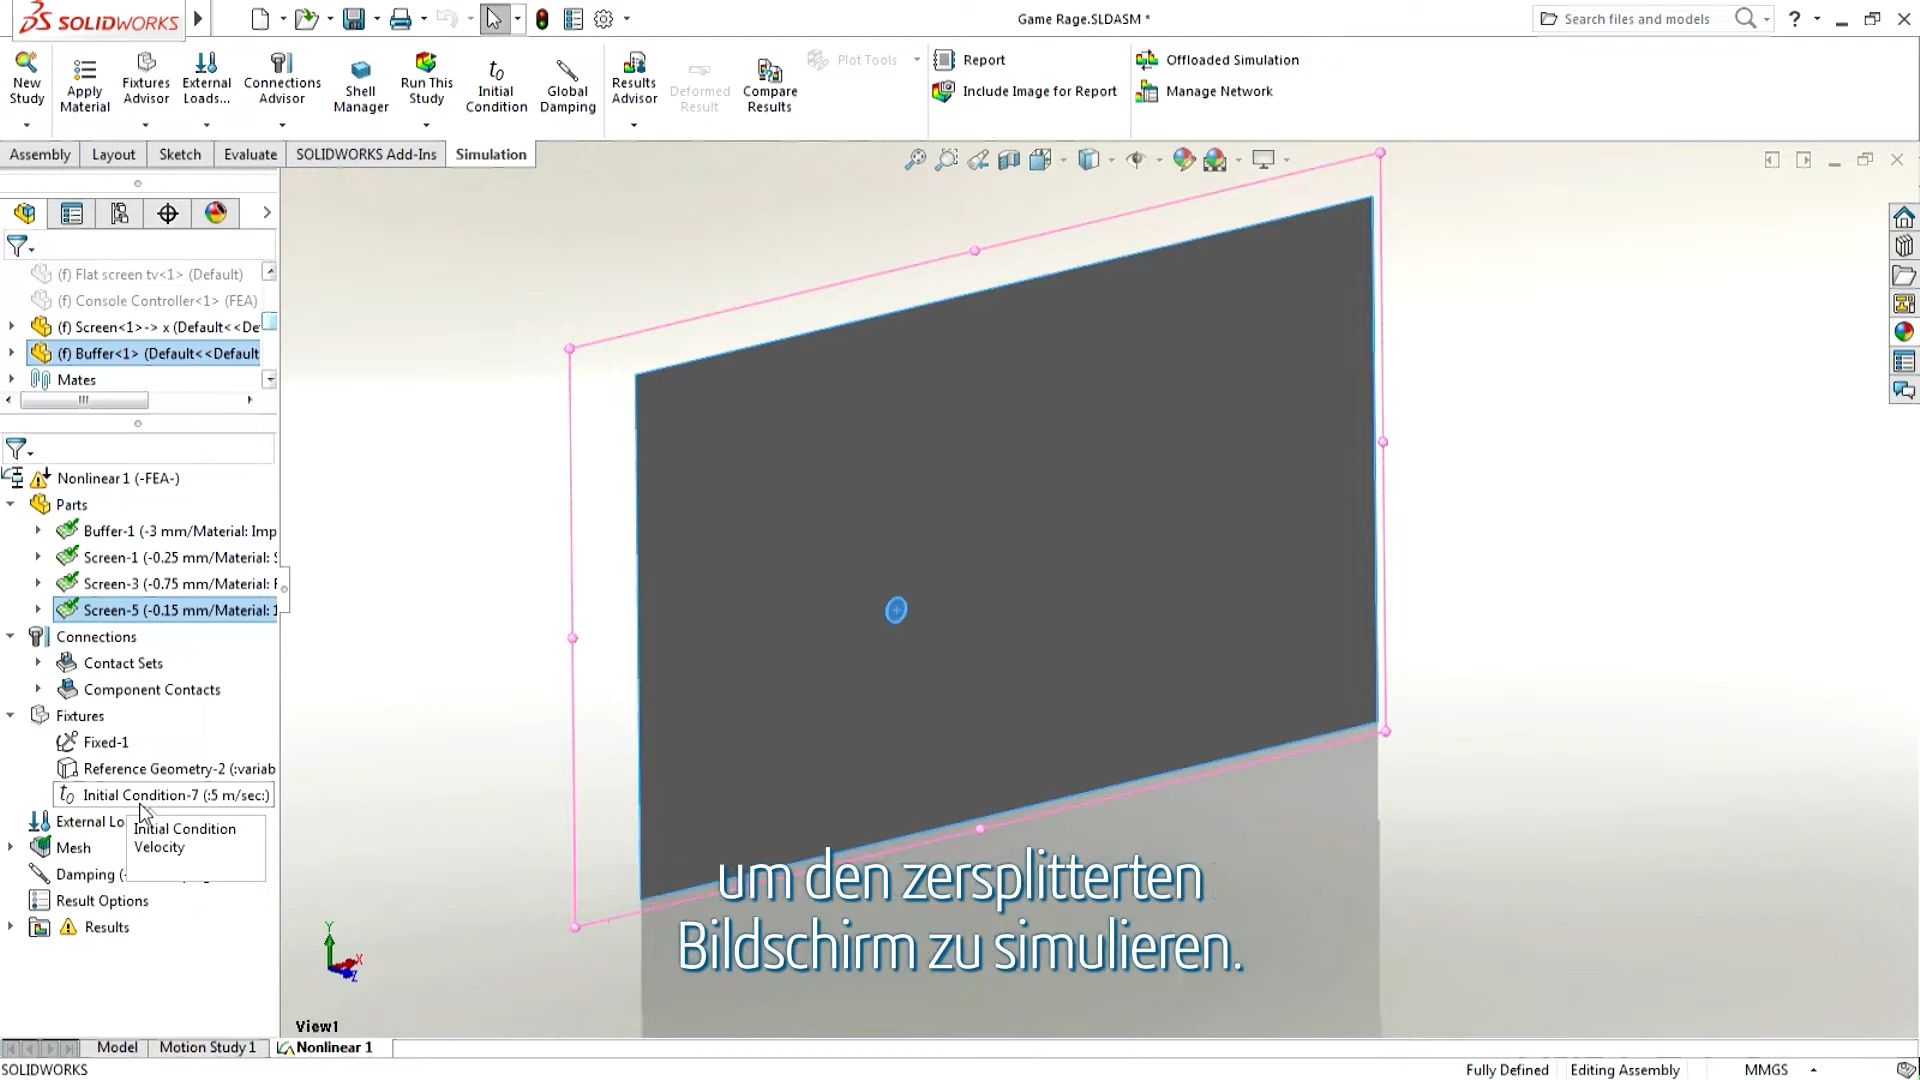 SOLIDWORKS
Game Rage.SLDASM *
Search files and models
?
New
Study
Apply
Material
Fixtures
Advisor
External
Loads...
Connections
Advisor
Shell
Manager
Run This
Study
Initial
Condition
Global
Damping
Results
Advisor
Deformed
Result
Compare
Results
Plot Tools
Report
Include Image for Report
Offloaded Simulation
Manage Network
Assembly
Layout
Sketch
Evaluate
SOLIDWORKS Add-Ins
Simulation
(f) Flat screen tv<1> (Default)
(f) Console Controller<1> (FEA)
(f) Screen<1>-> x (Default<<De
(f) Buffer<1> (Default<<Default
Mates
Nonlinear 1 (-FEA-)
Parts
Buffer-1 (-3 mm/Material: Imp
Screen-1 (-0.25 mm/Material: S
Screen-3 (-0.75 mm/Material: F
Screen-5 (-0.15 mm/Material: 1
Connections
Contact Sets
Component Contacts
Fixtures
Fixed-1
Reference Geometry-2 (:variab
Initial Condition-7 (:5 m/sec:)
External Lo
Initial Condition
Velocity
Mesh
Damping (-
Result Options
Results
um den zersplitterten
Bildschirm zu simulieren.
Y
X
Z
View1
Model
Motion Study 1
Nonlinear 1
SOLIDWORKS
Fully Defined
Editing Assembly
MMGS